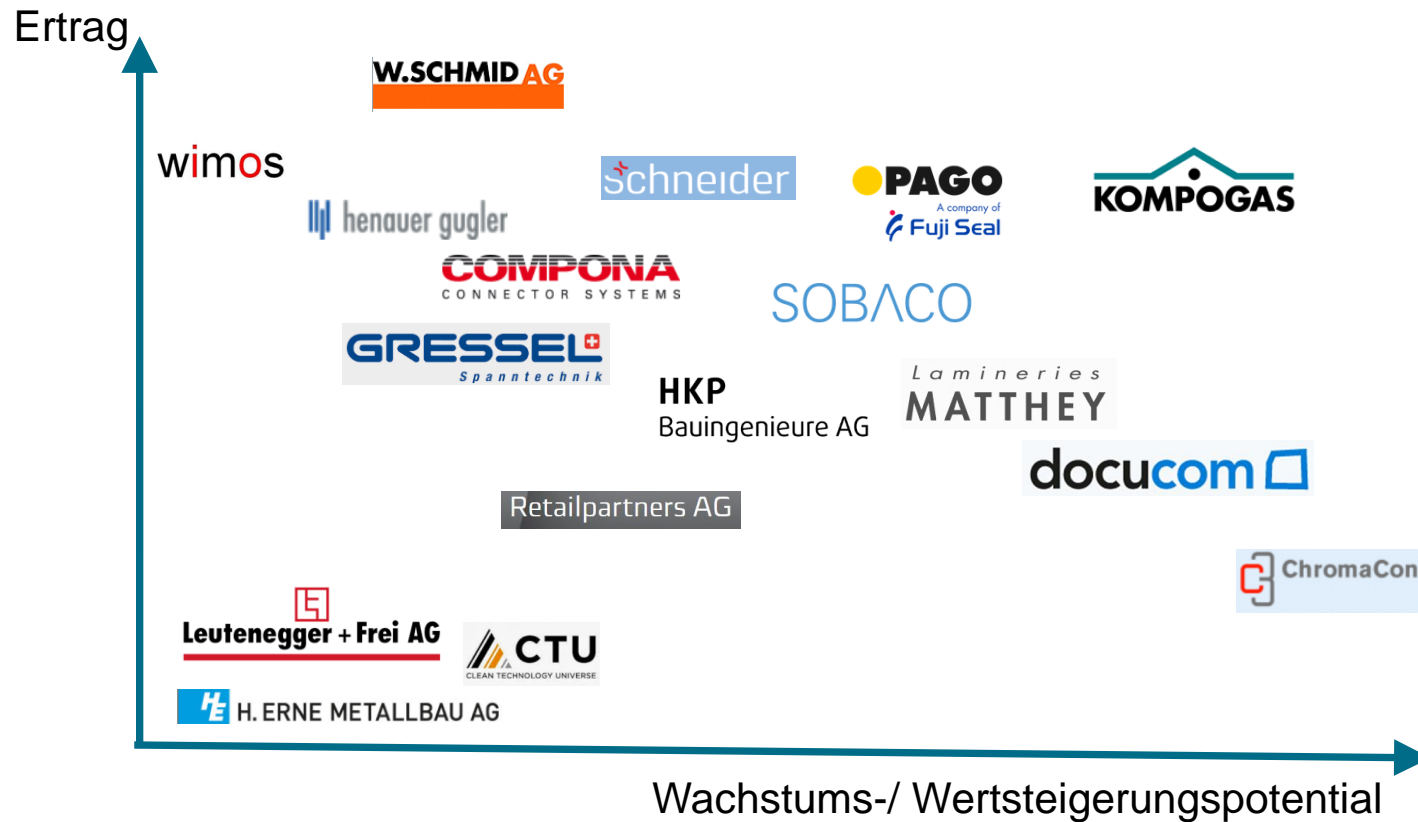 Ertrag
W.SCHMID AG
wimos
schneider
PAGO
A company of
Fuji Seal
KOMPOGAS
henauer gugler
COMPONA
CONNECTOR SYSTEMS
SOBACO
GRESSEL
Spanntechnik
HKP
Bauingenieure AG
Lamineries
MATTHEY
docucom
Retailpartners AG
ChromaCon
Leutenegger + Frei AG
CTU
CLEAN TECHNOLOGY UNIVERSE
HE H. ERNE METALLBAU AG
Wachstums-/ Wertsteigerungspotential